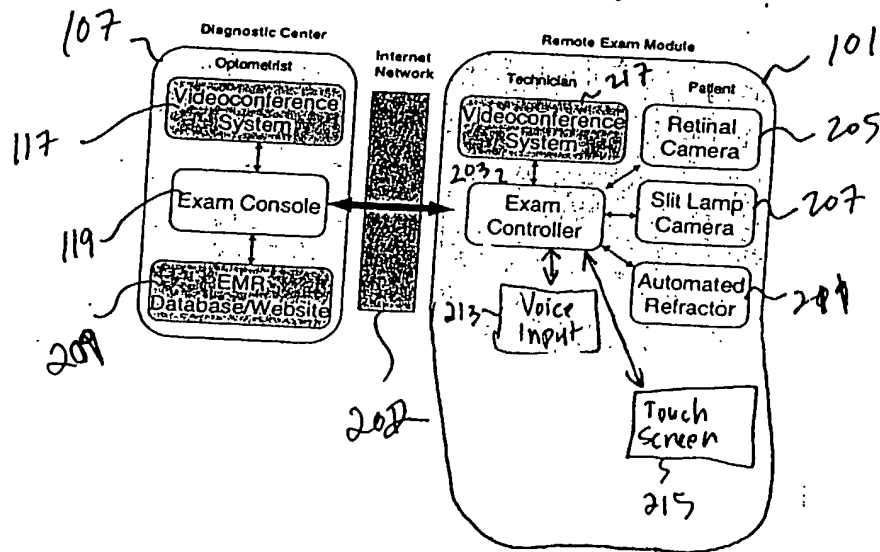 107
Diagnostic Center
Optometrist
Videoconference
System
117
Exam Console
119
EMR
Database/Website
209
Internet
Network
Remote Exam Module
101
Technician
217
Patient
Videoconference
System
Retinal
Camera
205
203
Exam
Controller
Slit Lamp
Camera
207
Automated
Refractor
213
Voice
Input
Touch
Screen
215